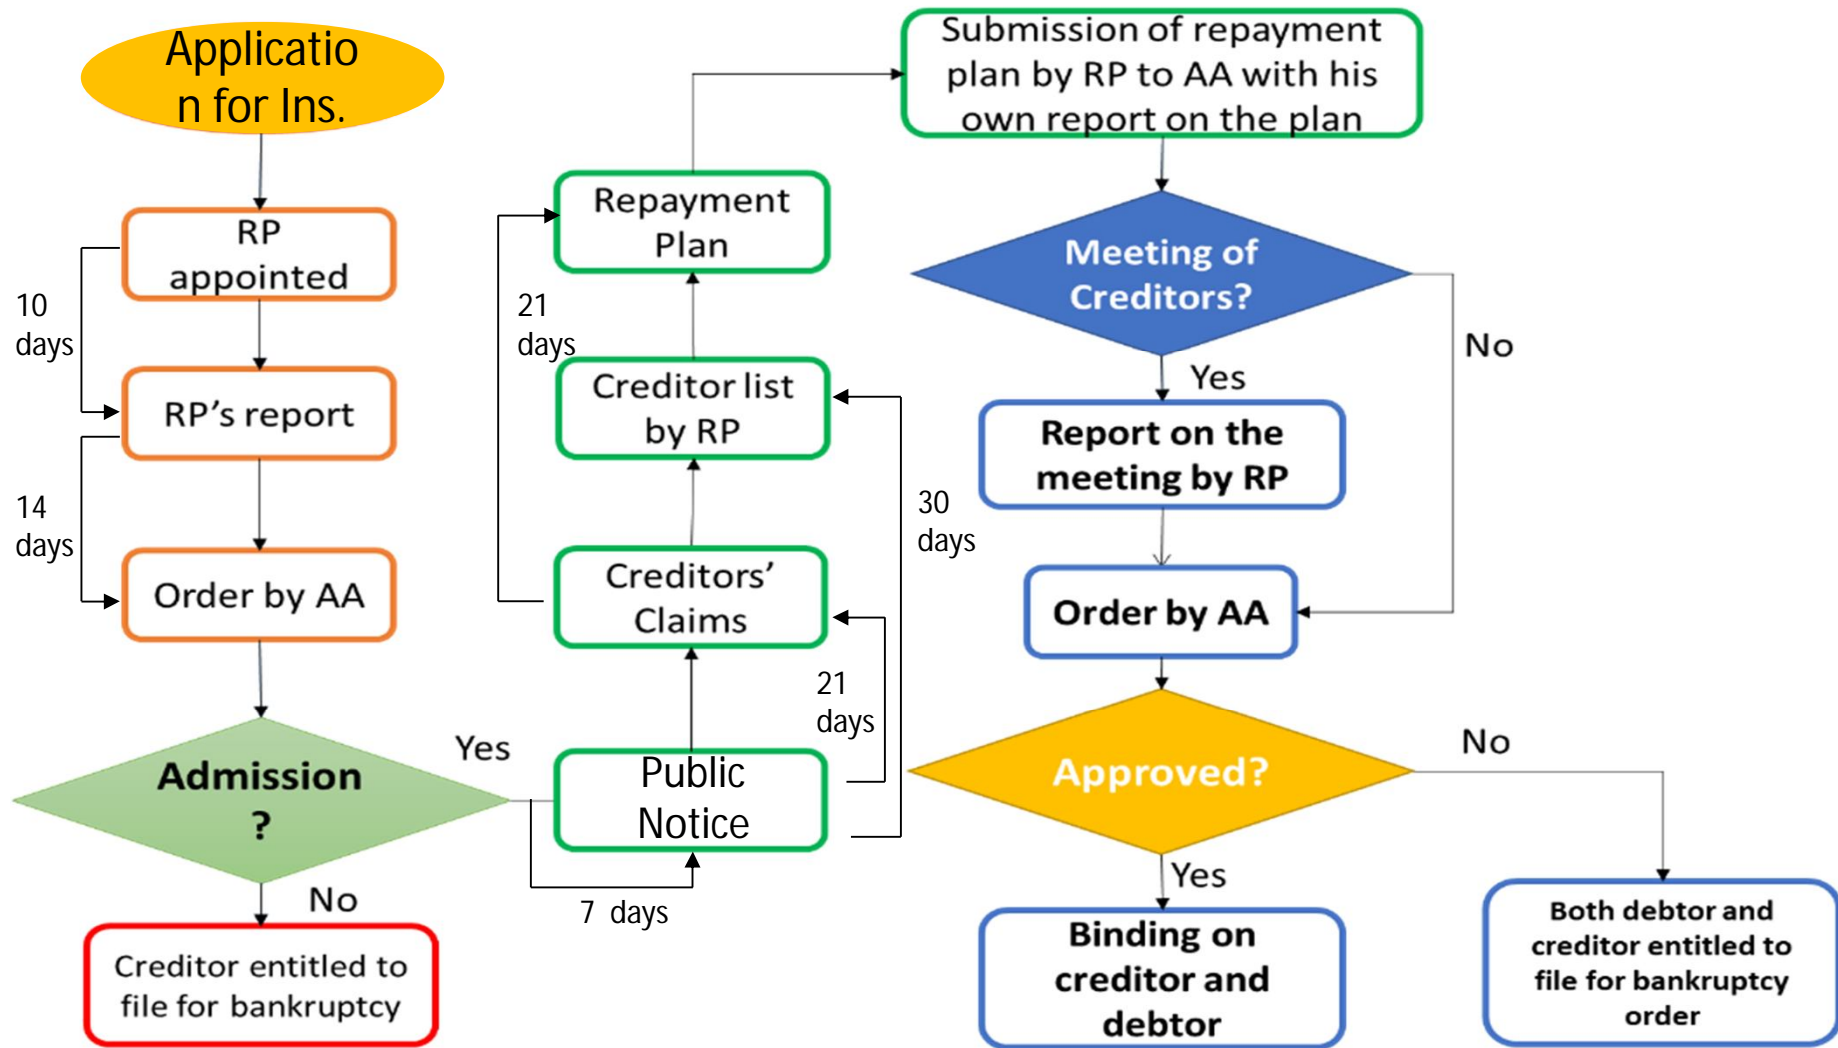 Applicatio
n for Ins.
RP
appointed
10
days
RP's report
14
days
Order by AA
Admission
?
Yes
No
Creditor entitled to
file for bankruptcy
7 days
Public
Notice
21
days
30
days
Creditors'
Claims
Creditor list
by RP
21
days
Repayment
Plan
Submission of repayment
plan by RP to AA with his
own report on the plan
Meeting of
Creditors?
No
Yes
Report on the
meeting by RP
Order by AA
Approved?
No
Yes
Binding on
creditor and
debtor
Both debtor and
creditor entitled to
file for bankruptcy
order